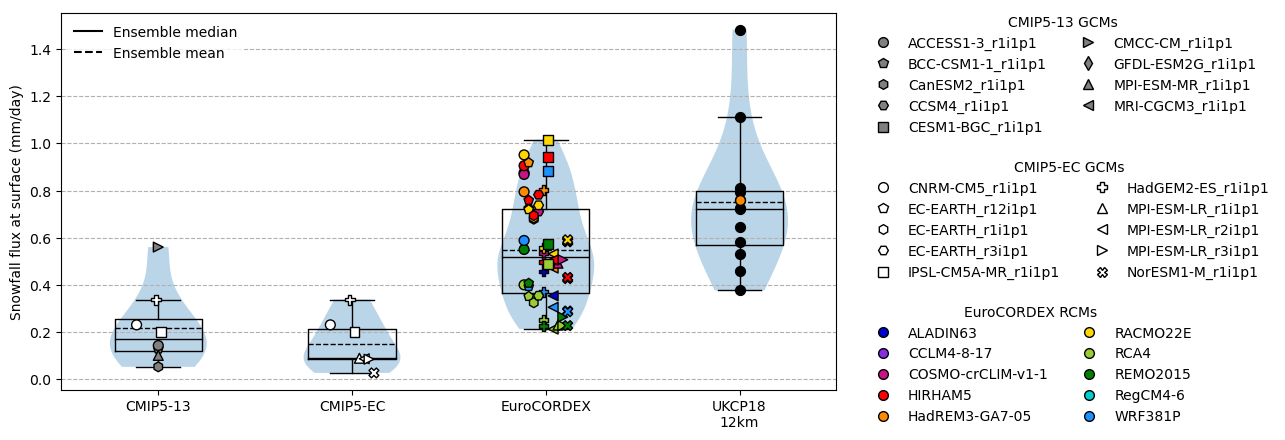 Snowfall flux at surface (mm/day)
1.4
1.2
1.0
0.8
0.6
0.4
0.2
0.0
Ensemble median
Ensemble mean
CMIP5-13
CMIP5-EC
EuroCORDEX
UKCP18
12km
CMIP5-13 GCMs
ACCESS1-3_r1i1p1
BCC-CSM1-1_r1i1p1
CanESM2_r1i1p1
CCSM4_r1i1p1
CESM1-BGC_r1i1p1
CMCC-CM_r1i1p1
GFDL-ESM2G_r1i1p1
MPI-ESM-MR_r1i1p1
MRI-CGCM3_r1i1p1
CMIP5-EC GCMs
CNRM-CM5_r1i1p1
EC-EARTH_r12i1p1
EC-EARTH_r1i1p1
EC-EARTH_r3i1p1
IPSL-CM5A-MR_r1i1p1
HadGEM2-ES_r1i1p1
MPI-ESM-LR_r1i1p1
MPI-ESM-LR_r2i1p1
MPI-ESM-LR_r3i1p1
NorESM1-M_r1i1p1
EuroCORDEX RCMs
ALADIN63
CCLM4-8-17
COSMO-crCLIM-v1-1
HIRHAM5
HadREM3-GA7-05
RACMO22E
RCA4
REMO2015
RegCM4-6
WRF381P